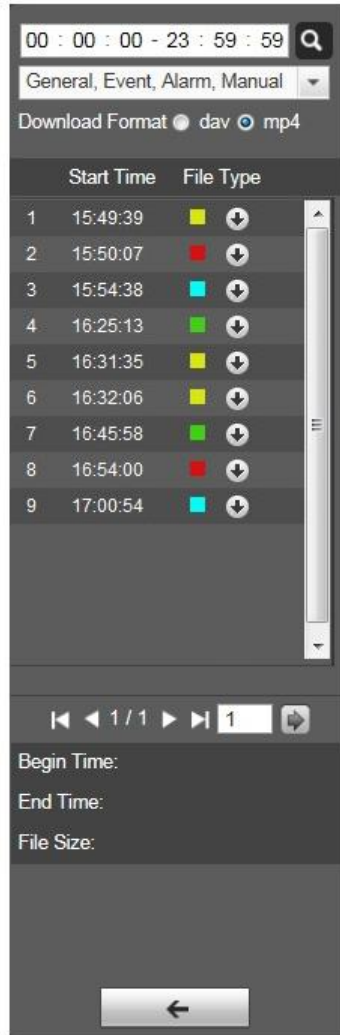 00 : 00 : 00 - 23 : 59 : 59
General, Event, Alarm, Manual
Download Format dav mp4
Start Time File Type
1 15:49:39
2 15:50:07
3 15:54:38
4 16:25:13
5 16:31:35
6 16:32:06
7 16:45:58
8 16:54:00
9 17:00:54
1 / 1 1
Begin Time:
End Time:
File Size: